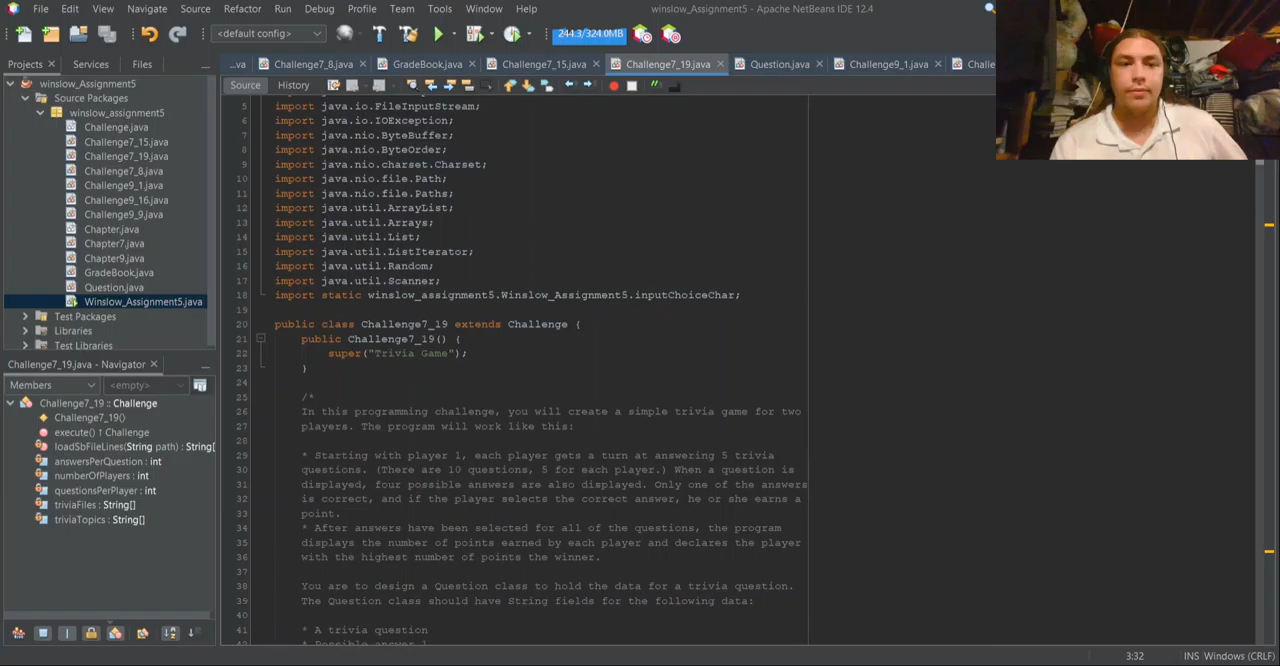 File Edit View Navigate Source Refactor Run Debug Profile Team Tools Window Help
winslow_Assignment5 - Apache NetBeans IDE 12.4
<default config>
244.3/324.0MB
Projects Services Files
...va Challenge7_8.java GradeBook.java Challenge7_15.java Challenge7_19.java Question.java Challenge9_1.java Challe
Source History
winslow_Assignment5
Source Packages
winslow_assignment5
Challenge.java
Challenge7_15.java
Challenge7_19.java
Challenge7_8.java
Challenge9_1.java
Challenge9_16.java
Challenge9_9.java
Chapter.java
Chapter7.java
Chapter9.java
GradeBook.java
Question.java
Winslow_Assignment5.java
Test Packages
Libraries
Test Libraries
Challenge7_19.java - Navigator
Members <empty>
Challenge7_19 :: Challenge
Challenge7_19()
execute() ↑ Challenge
loadSbFileLines(String path) : String[
answersPerQuestion : int
numberOfPlayers : int
questionsPerPlayer : int
triviaFiles : String[]
triviaTopics : String[]
5 import java.io.FileInputStream;
6 import java.io.IOException;
7 import java.nio.ByteBuffer;
8 import java.nio.ByteOrder;
9 import java.nio.charset.Charset;
10 import java.nio.file.Path;
11 import java.nio.file.Paths;
12 import java.util.ArrayList;
13 import java.util.Arrays;
14 import java.util.List;
15 import java.util.ListIterator;
16 import java.util.Random;
17 import java.util.Scanner;
18 import static winslow_assignment5.Winslow_Assignment5.inputChoiceChar;
19
20 public class Challenge7_19 extends Challenge {
21 public Challenge7_19() {
22 super("Trivia Game");
23 }
24
25 /*
26 In this programming challenge, you will create a simple trivia game for two
27 players. The program will work like this:
28
29 * Starting with player 1, each player gets a turn at answering 5 trivia
30 questions. (There are 10 questions, 5 for each player.) When a question is
31 displayed, four possible answers are also displayed. Only one of the answers
32 is correct, and if the player selects the correct answer, he or she earns a
33 point.
34 * After answers have been selected for all of the questions, the program
35 displays the number of points earned by each player and declares the player
36 with the highest number of points the winner.
37
38 You are to design a Question class to hold the data for a trivia question.
39 The Question class should have String fields for the following data:
40
41 * A trivia question
42 * Possible answer 1
3:32 INS Windows (CRLF)